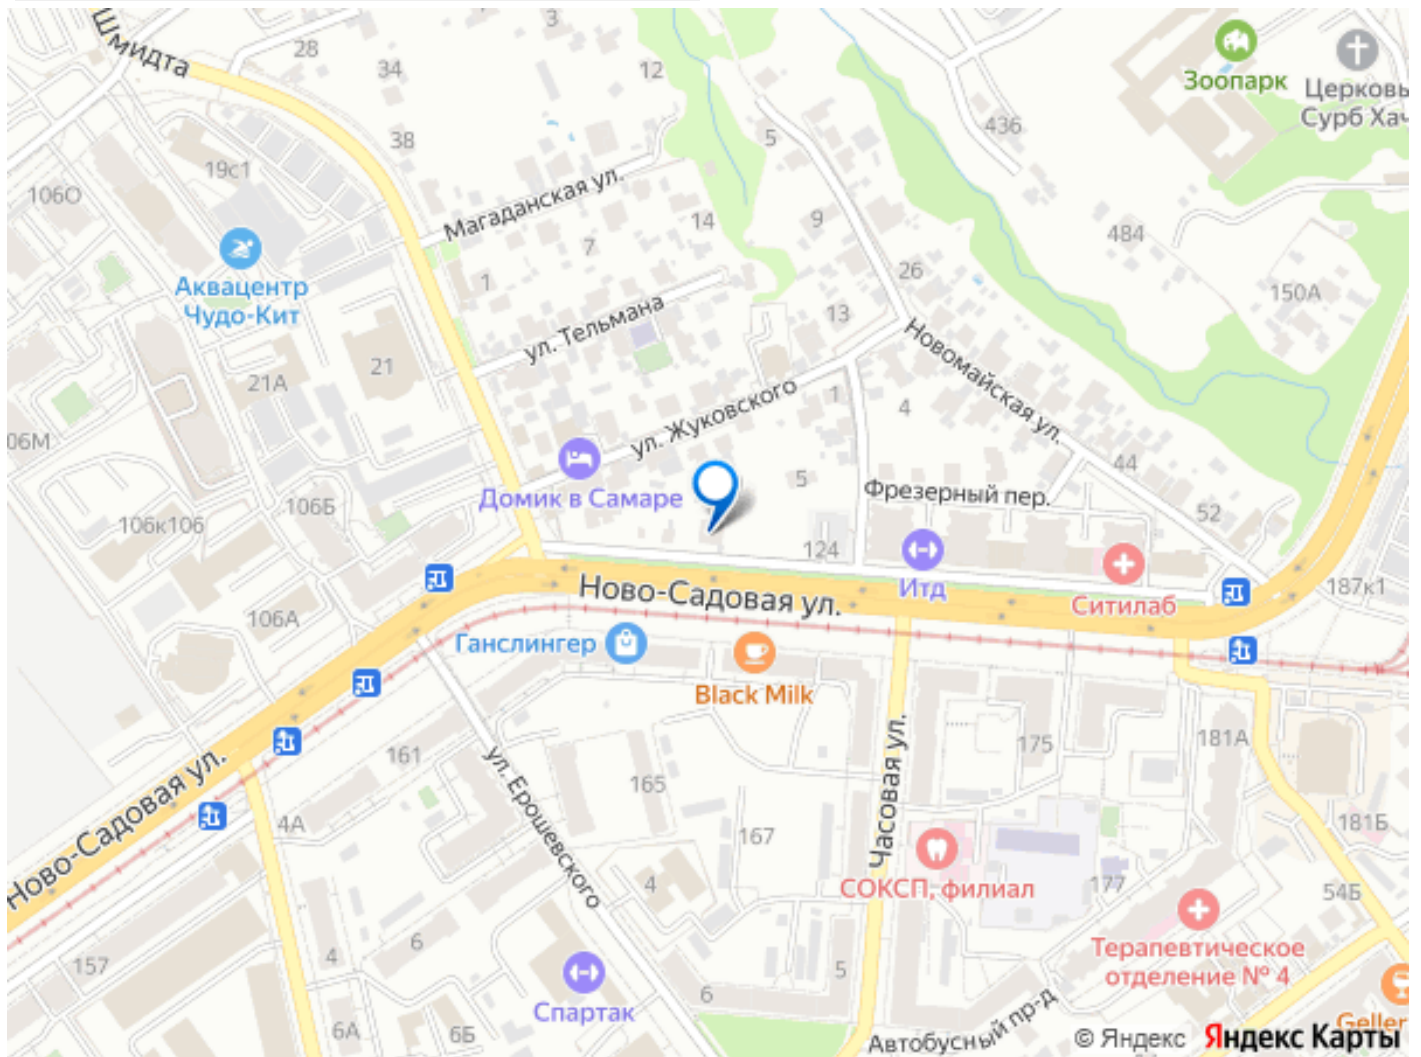 Шмидта
28
3
34
12
38
5
436
Зоопарк
Церковь
Сурб Хач
19с1
106О
Магаданская ул.
14
9
7
484
26
1
Аквацентр
Чудо-Кит
150А
ул. Тельмана
13
Новомайская ул.
21
21А
1
4
ул. Жуковского
06М
44
5
Фрезерный пер.
Домик в Самаре
106Б
52
106к106
124
Ново-Садовая ул.
Итд
Ситилаб
187к1
106А
Ганслингер
Black Milk
Ново-Садовая ул.
161
ул. Ерошевского
165
Часовая ул.
175
181А
4А
167
181Б
СОКСП, филиал
177
54Б
4
6
4
Терапевтическое
отделение № 4
157
5
Спартак
6
6А
6Б
Автобусный пр-д
Geller
© Яндекс Яндекс Карты